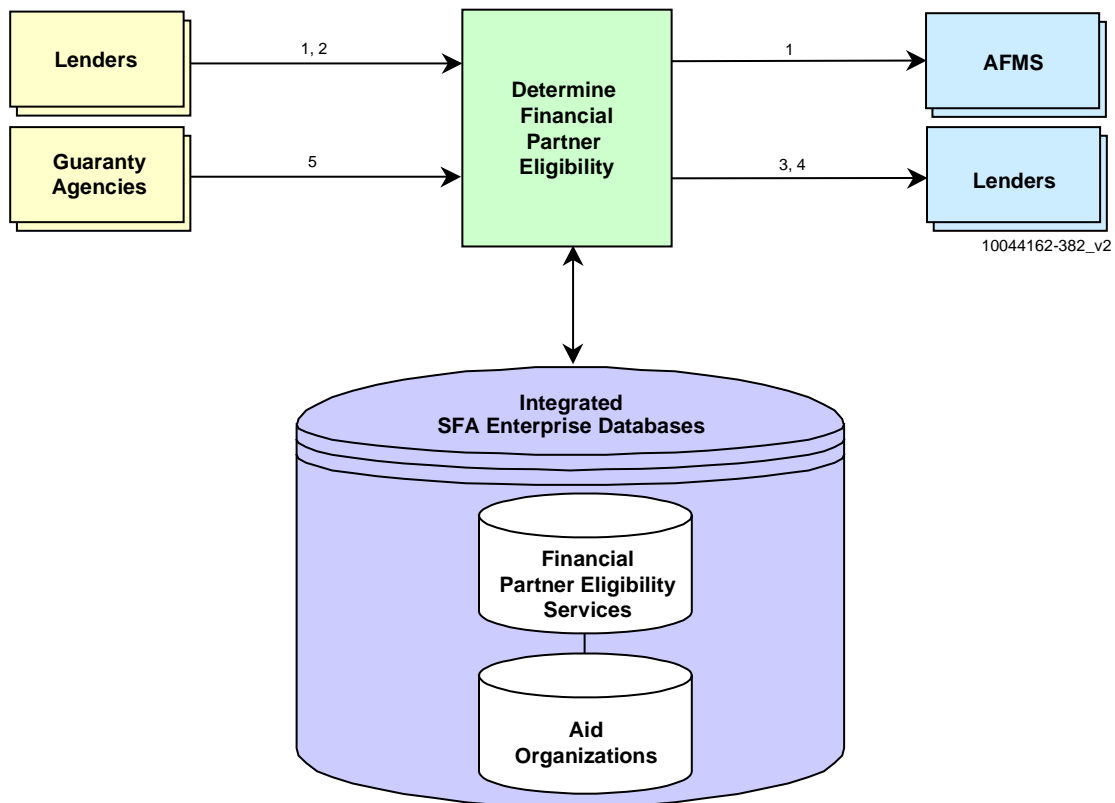 Lenders
1, 2
Determine
Financial
Partner
Eligibility
1
AFMS
Guaranty
Agencies
5
3, 4
Lenders
10044162-382_v2
Integrated
SFA Enterprise Databases
Financial
Partner Eligibility
Services
Aid
Organizations